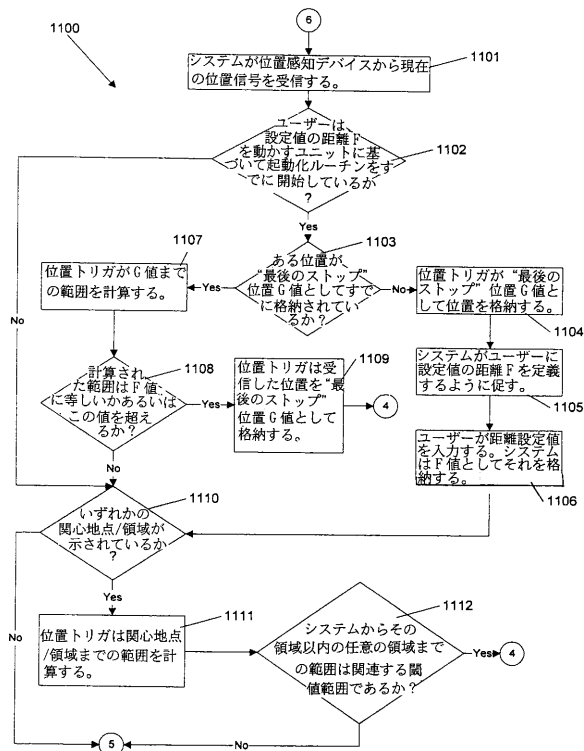 1100
6
システムが位置感知デバイスから現在
の位置信号を受信する。
1101
ユーザーは
設定値の距離F
を動かすユニットに基
づいて起動化ルーチンをす
でに開始しているか
?
1102
Yes
No
1103
ある位置が、
“最後のストップ”
位置G値としてすで
に格納されてい
るか?
Yes
No
1107
位置トリガがG値まで
の範囲を計算する。
位置トリガが“最後の
ストップ”位置G値と
して位置を格納する。
1104
システムがユーザーに
設定値の距離Fを定義
するように促す。
1105
ユーザーが距離設定値
を入力する。システム
はF値としてそれを格
納する。
1106
1108
計算され
た範囲はF値
に等しいかあるいは
この値を超え
るか?
Yes
No
1109
位置トリガは受
信した位置を“最
後のストップ”
位置G値として
格納する。
4
1110
いずれかの
関心地点/領域が
示されているか
?
Yes
No
1111
位置トリガは関心地点
/領域までの範囲を計
算する。
1112
システムからその
領域以内の任意の領域まで
の範囲は関連する閾
値範囲であるか?
Yes
4
No
5